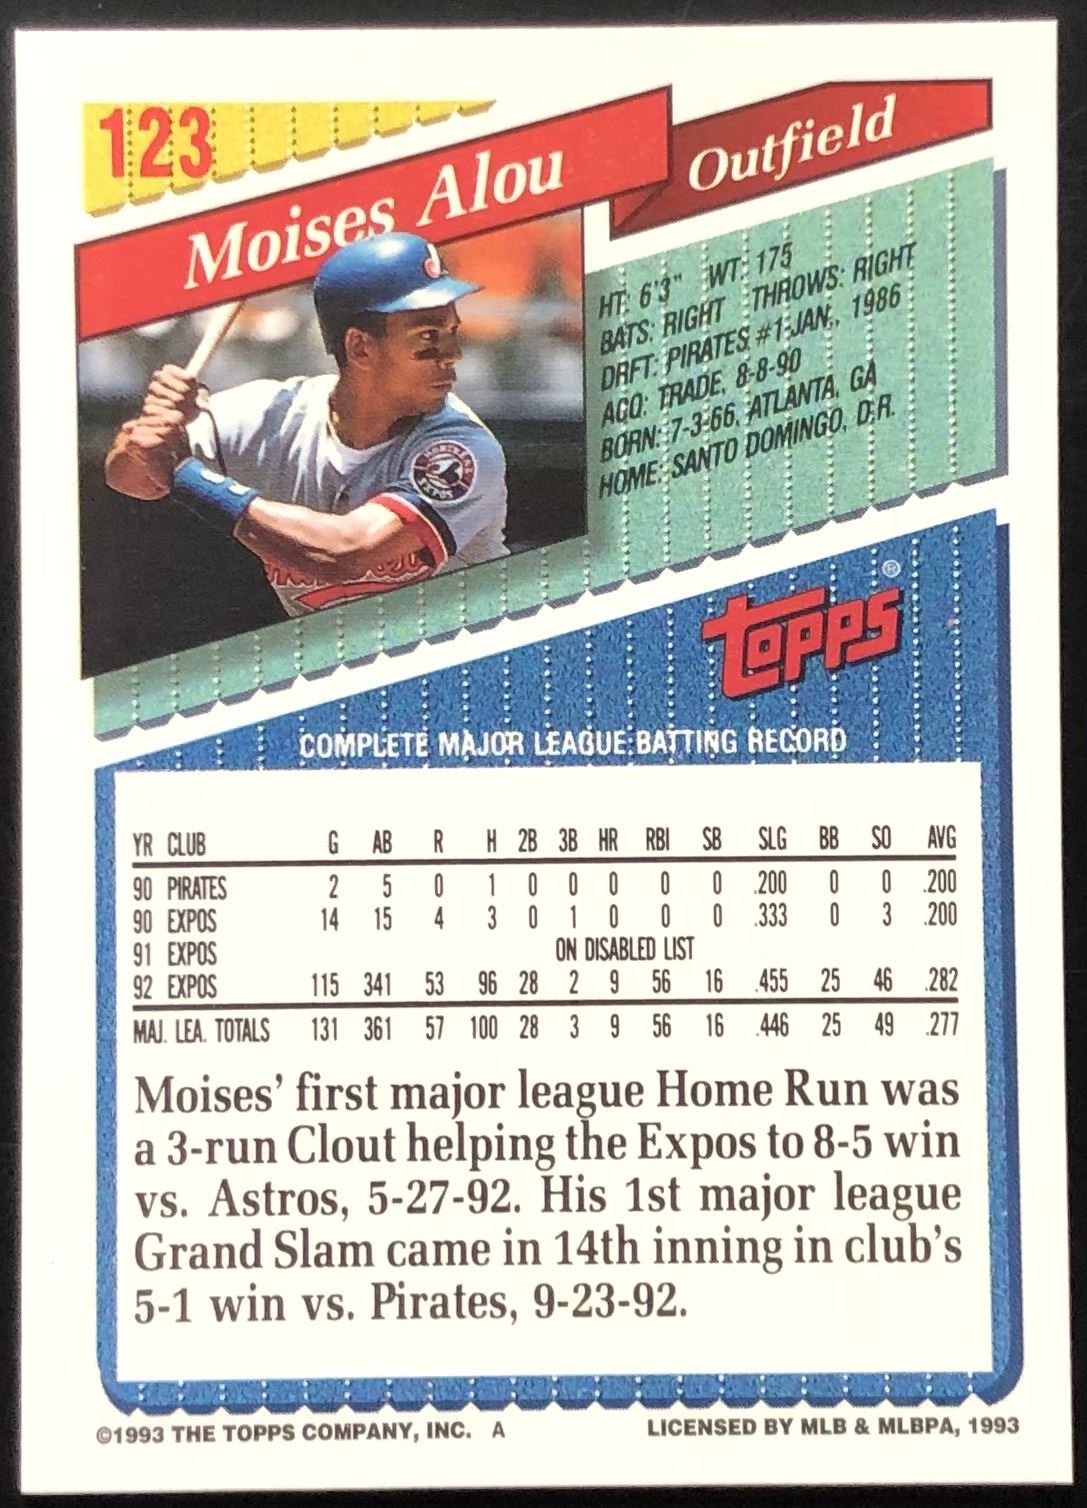 123
Moises Alou
Outfield
HT: 6'3" WT: 175
BATS: RIGHT THROWS: RIGHT
DRFT: PIRATES #1-JAN., 1986
ACQ: TRADE, 8-8-90
BORN: 7-3-66, ATLANTA, GA
HOME: SANTO DOMINGO, D.R.
MONTREAL
EXPOS
topps®
COMPLETE MAJOR LEAGUE BATTING RECORD
YR CLUB G AB R H 2B 3B HR RBI SB SLG BB SO AVG
90 PIRATES 2 5 0 1 0 0 0 0 0 .200 0 0 .200
90 EXPOS 14 15 4 3 0 1 0 0 0 .333 0 3 .200
91 EXPOS ON DISABLED LIST
92 EXPOS 115 341 53 96 28 2 9 56 16 .455 25 46 .282
MAJ. LEA. TOTALS 131 361 57 100 28 3 9 56 16 .446 25 49 .277
Moises' first major league Home Run was
a 3-run Clout helping the Expos to 8-5 win
vs. Astros, 5-27-92. His 1st major league
Grand Slam came in 14th inning in club's
5-1 win vs. Pirates, 9-23-92.
©1993 THE TOPPS COMPANY, INC. A
LICENSED BY MLB & MLBPA, 1993